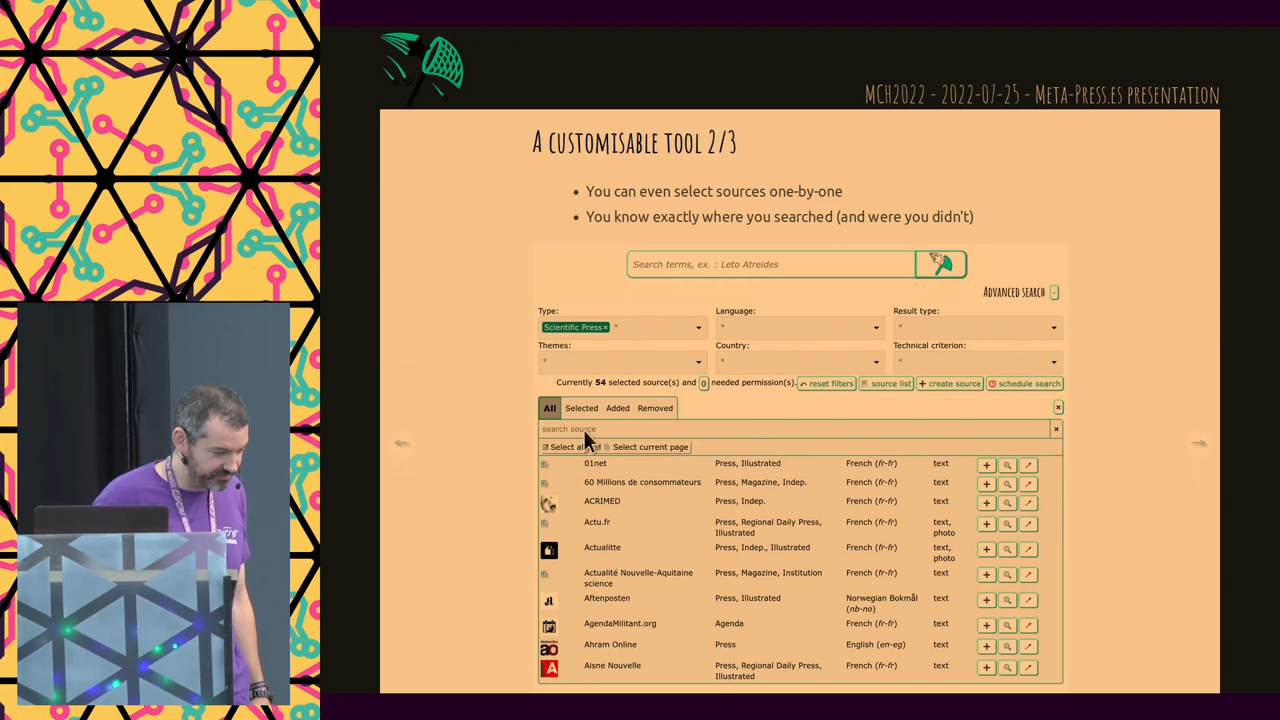 MCH2022 - 2022-07-25 - Meta-Press.es presentation
A customisable tool 2/3
• You can even select sources one-by-one
• You know exactly where you searched (and were you didn't)
Search terms, ex. : Leto Atreides
Advanced search -
Type: Language: Result type:
Scientific Press× * * *
Themes: Country: Technical criterion:
* * *
Currently 54 selected source(s) and 0 needed permission(s). reset filters source list + create source schedule search
All Selected Added Removed ×
search source ×
Select all Select current page
01net Press, Illustrated French (fr-fr) text
60 Millions de consommateurs Press, Magazine, Indep. French (fr-fr) text
ACRIMED Press, Indep. French (fr-fr) text
Actu.fr Press, Regional Daily Press, French (fr-fr) text,
Illustrated photo
Actualitte Press, Indep., Illustrated French (fr-fr) text,
photo
Actualité Nouvelle-Aquitaine Press, Magazine, Institution French (fr-fr) text
science
Aftenposten Press, Illustrated Norwegian Bokmål text
(nb-no)
AgendaMilitant.org Agenda French (fr-fr) text
ao Ahram Online Press English (en-eg) text
A Aisne Nouvelle Press, Regional Daily Press, French (fr-fr) text
Illustrated